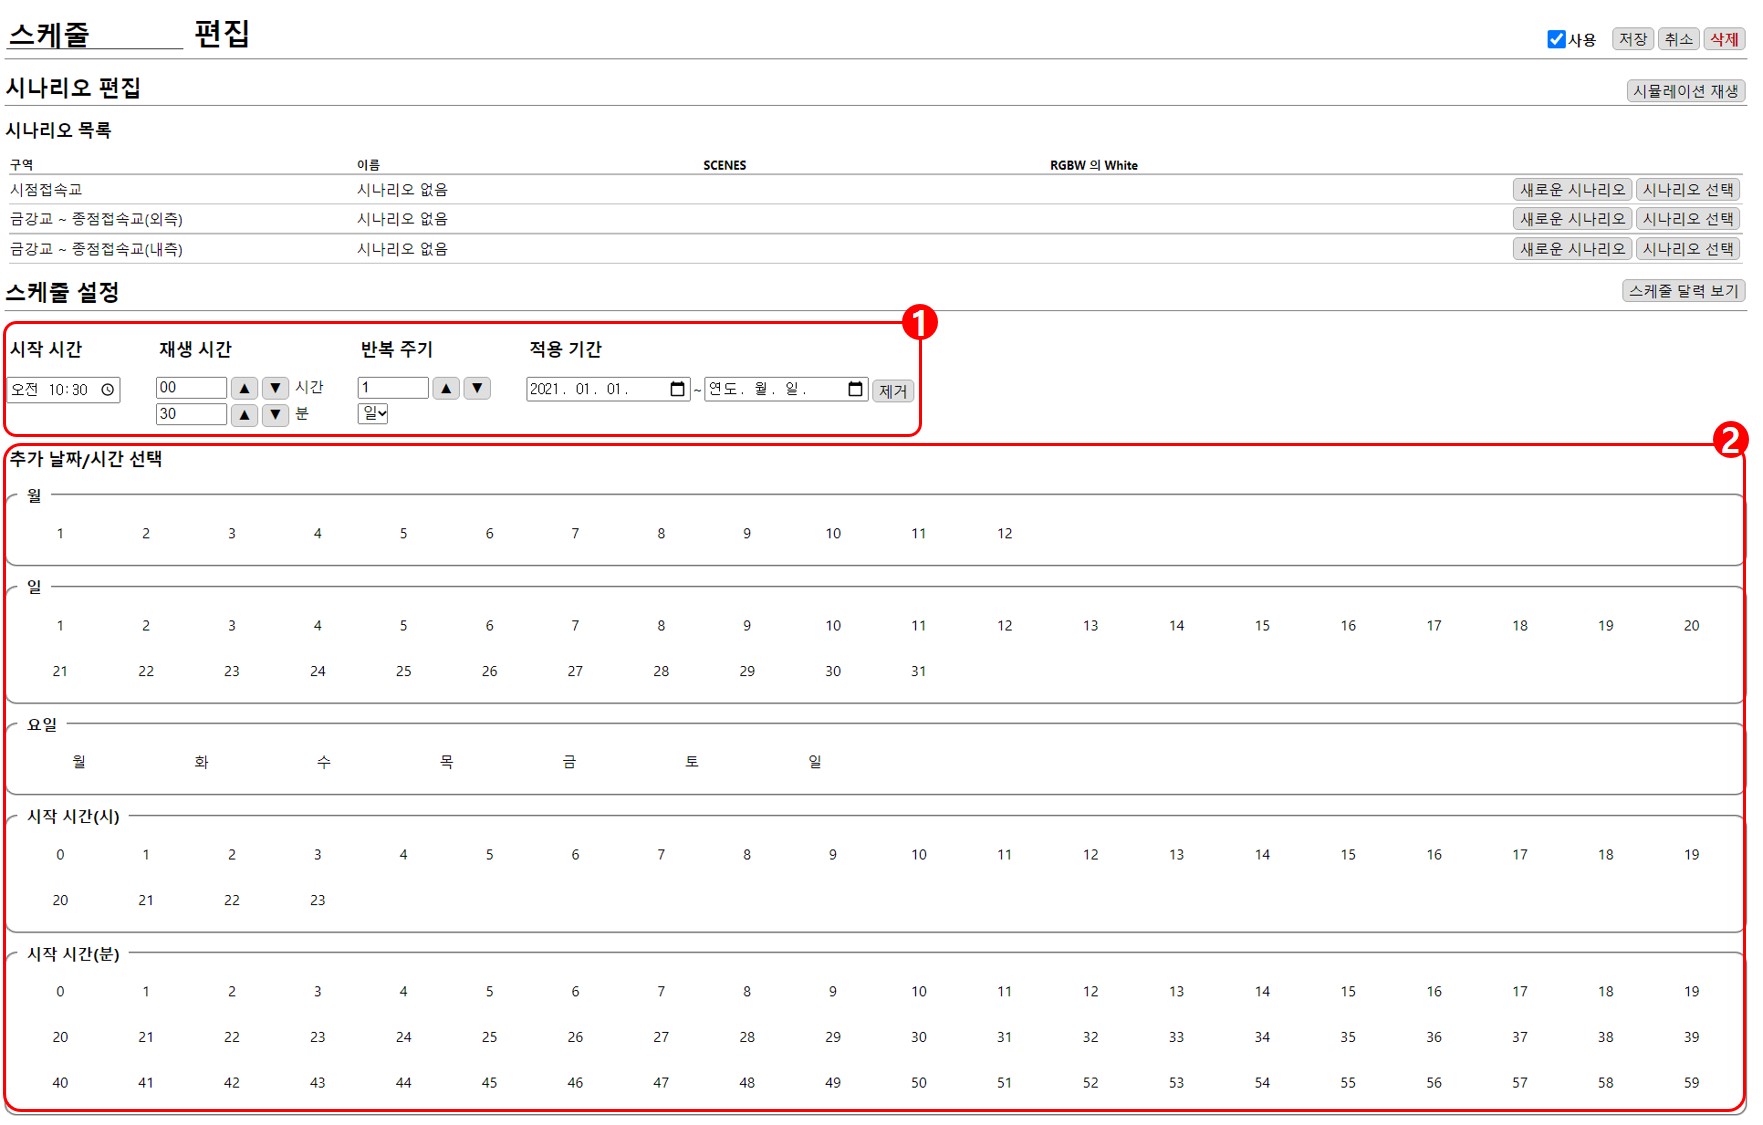 스케줄 편집
사용 저장 취소 삭제
시나리오 편집
시뮬레이션 재생
시나리오 목록
구역 이름 SCENES RGBW 의 White
시점접속교 시나리오 없음 새로운 시나리오 시나리오 선택
금강교 ~ 종점접속교(외측) 시나리오 없음 새로운 시나리오 시나리오 선택
금강교 ~ 종점접속교(내측) 시나리오 없음 새로운 시나리오 시나리오 선택
스케줄 설정
스케줄 달력 보기
1
시작 시간 재생 시간 반복 주기 적용 기간
오전 10:30 00 ▲ ▼ 시간 1 ▲ ▼ 2021. 01. 01. ~ 연도. 월. 일. 제거
30 ▲ ▼ 분 일
2
추가 날짜/시간 선택
월
1 2 3 4 5 6 7 8 9 10 11 12
일
1 2 3 4 5 6 7 8 9 10 11 12 13 14 15 16 17 18 19 20
21 22 23 24 25 26 27 28 29 30 31
요일
월 화 수 목 금 토 일
시작 시간(시)
0 1 2 3 4 5 6 7 8 9 10 11 12 13 14 15 16 17 18 19
20 21 22 23
시작 시간(분)
0 1 2 3 4 5 6 7 8 9 10 11 12 13 14 15 16 17 18 19
20 21 22 23 24 25 26 27 28 29 30 31 32 33 34 35 36 37 38 39
40 41 42 43 44 45 46 47 48 49 50 51 52 53 54 55 56 57 58 59